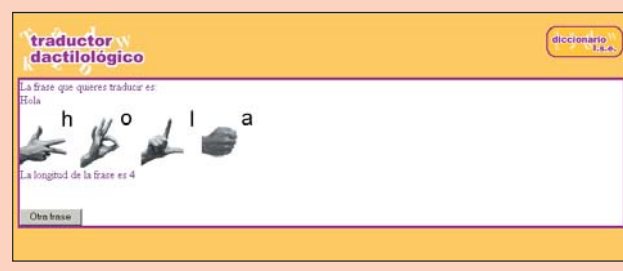 traductor
dactilológico
diccionario
l.s.e.
La frase que quieres traducir es:
Hola
h o l a
La longitud de la frase es 4
Otra frase